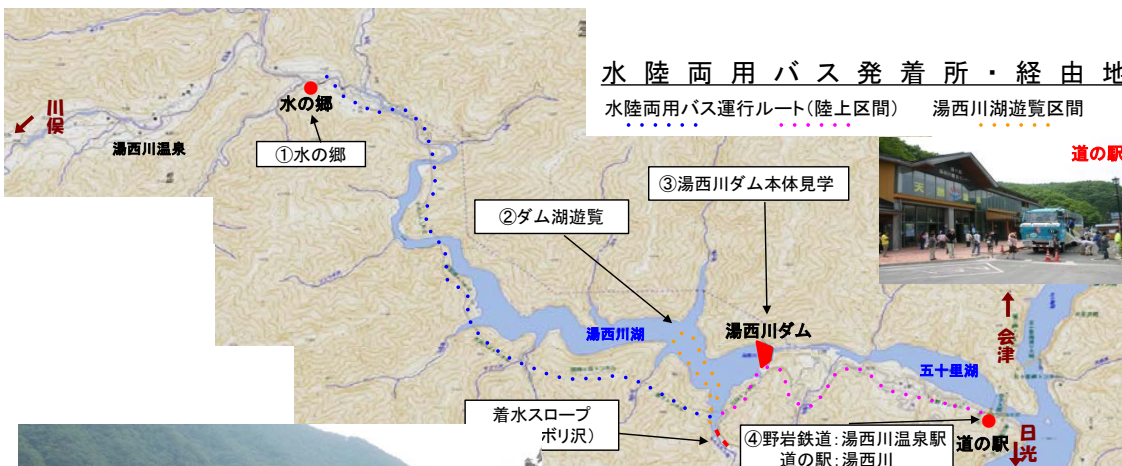 水陸両用バス発着所・経由地
水陸両用バス運行ルート(陸上区間)　湯西川湖遊覧区間
川俣
水の郷
湯西川温泉
①水の郷
道の駅
③湯西川ダム本体見学
②ダム湖遊覧
会津
湯西川ダム
湯西川湖
五十里湖
着水スロープ
ボリ沢)
④野岩鉄道:湯西川温泉駅
道の駅:湯西川
道の駅
日光